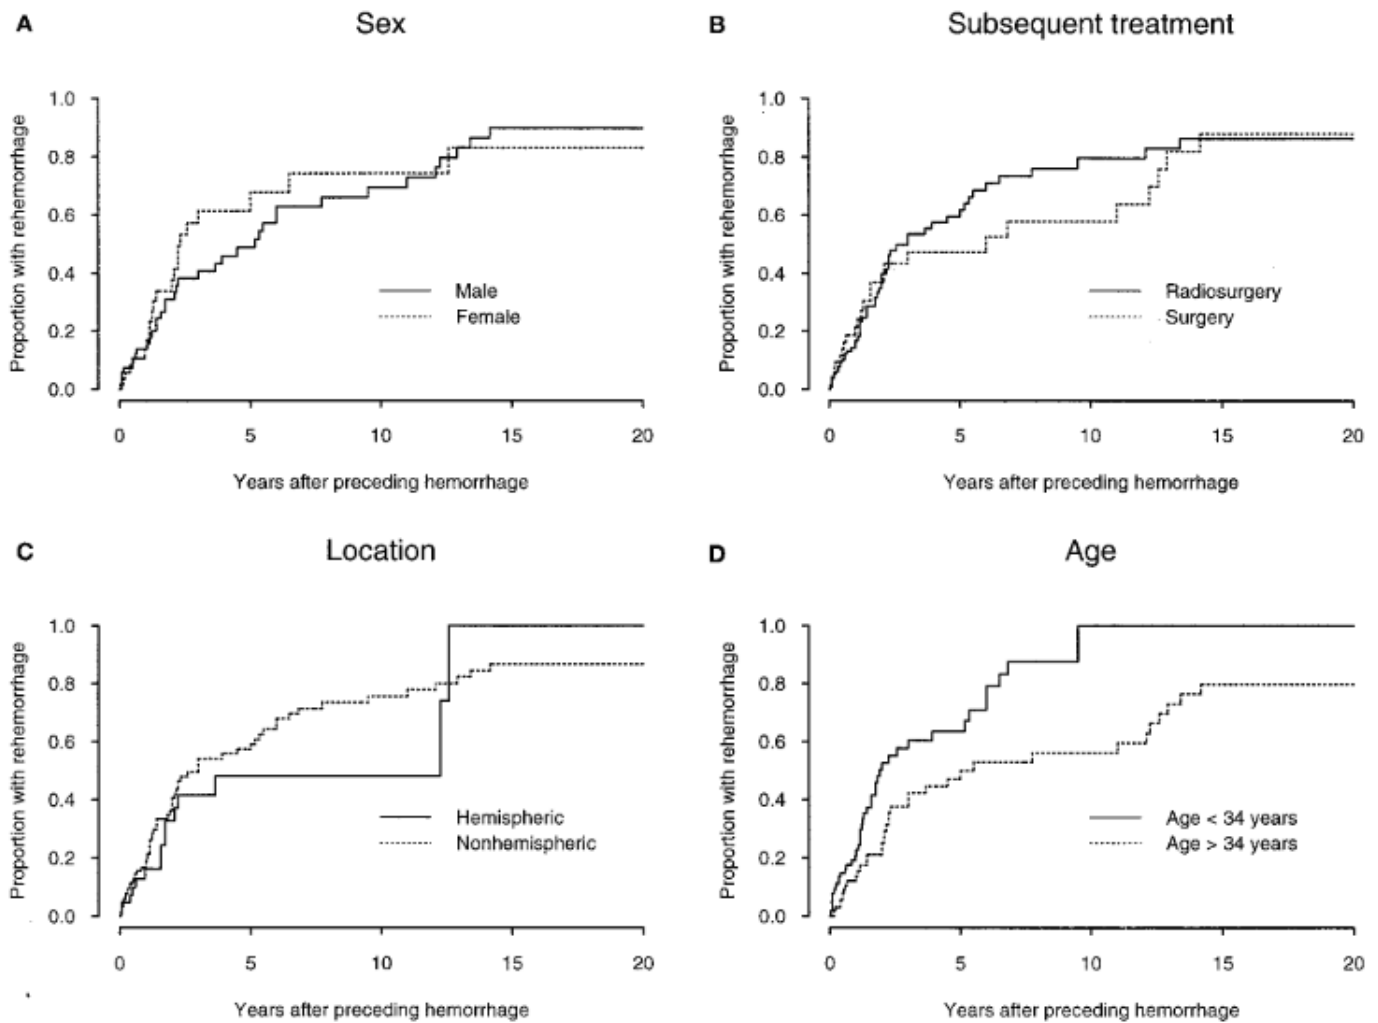 A
Sex
Proportion with rehemorrhage
1.0
0.8
0.6
0.4
0.2
0.0
Male
Female
0 5 10 15 20
Years after preceding hemorrhage
B
Subsequent treatment
Proportion with rehemorrhage
1.0
0.8
0.6
0.4
0.2
0.0
Radiosurgery
Surgery
0 5 10 15 20
Years after preceding hemorrhage
C
Location
Proportion with rehemorrhage
1.0
0.8
0.6
0.4
0.2
0.0
Hemispheric
Nonhemispheric
0 5 10 15 20
Years after preceding hemorrhage
D
Age
Proportion with rehemorrhage
1.0
0.8
0.6
0.4
0.2
0.0
Age < 34 years
Age > 34 years
0 5 10 15 20
Years after preceding hemorrhage